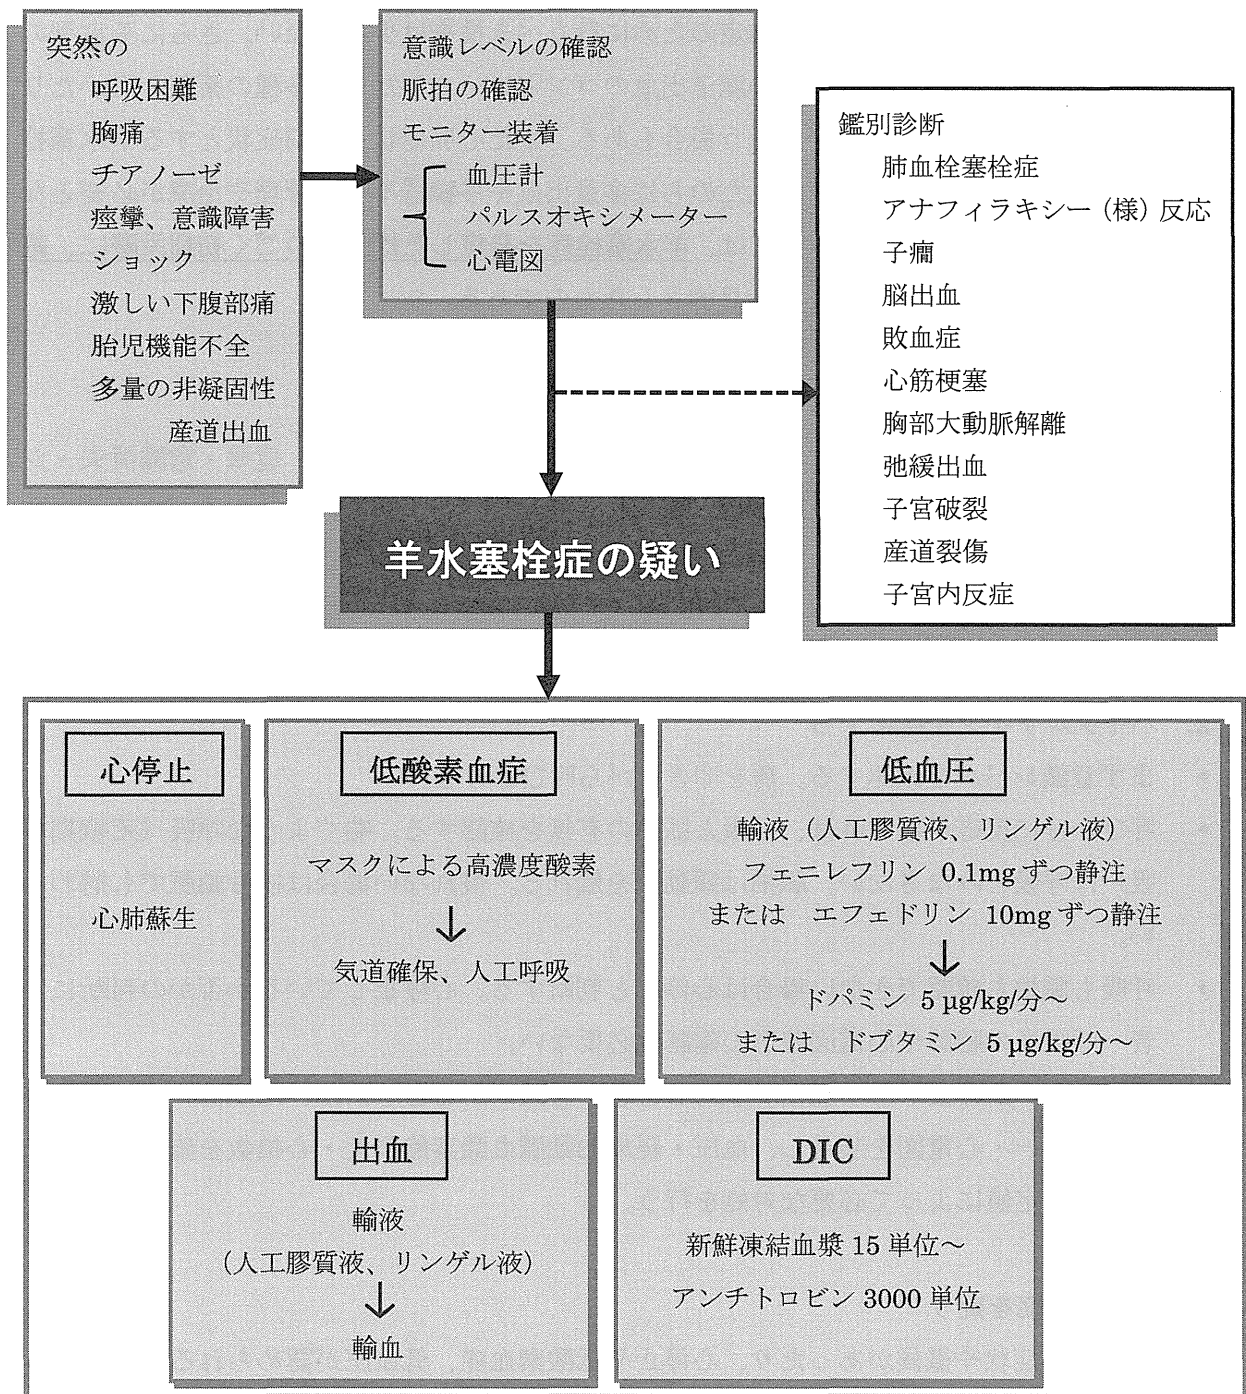 突然の
呼吸困難
胸痛
チアノーゼ
痙攣、意識障害
ショック
激しい下腹部痛
胎児機能不全
多量の非凝固性
産道出血
意識レベルの確認
脈拍の確認
モニター装着
血圧計
パルスオキシメーター
心電図
鑑別診断
肺血栓塞栓症
アナフィラキシー（様）反応
子癇
脳出血
敗血症
心筋梗塞
胸部大動脈解離
弛緩出血
子宮破裂
産道裂傷
子宮内反症
羊水塞栓症の疑い
心停止
心肺蘇生
低酸素血症
マスクによる高濃度酸素
↓
気道確保、人工呼吸
低血圧
輸液（人工膠質液、リンゲル液）
フェニレフリン 0.1mg ずつ静注
または　エフェドリン 10mg ずつ静注
↓
ドパミン 5 μg/kg/分～
または　ドブタミン 5 μg/kg/分～
出血
輸液
（人工膠質液、リンゲル液）
↓
輸血
DIC
新鮮凍結血漿 15 単位～
アンチトロビン 3000 単位